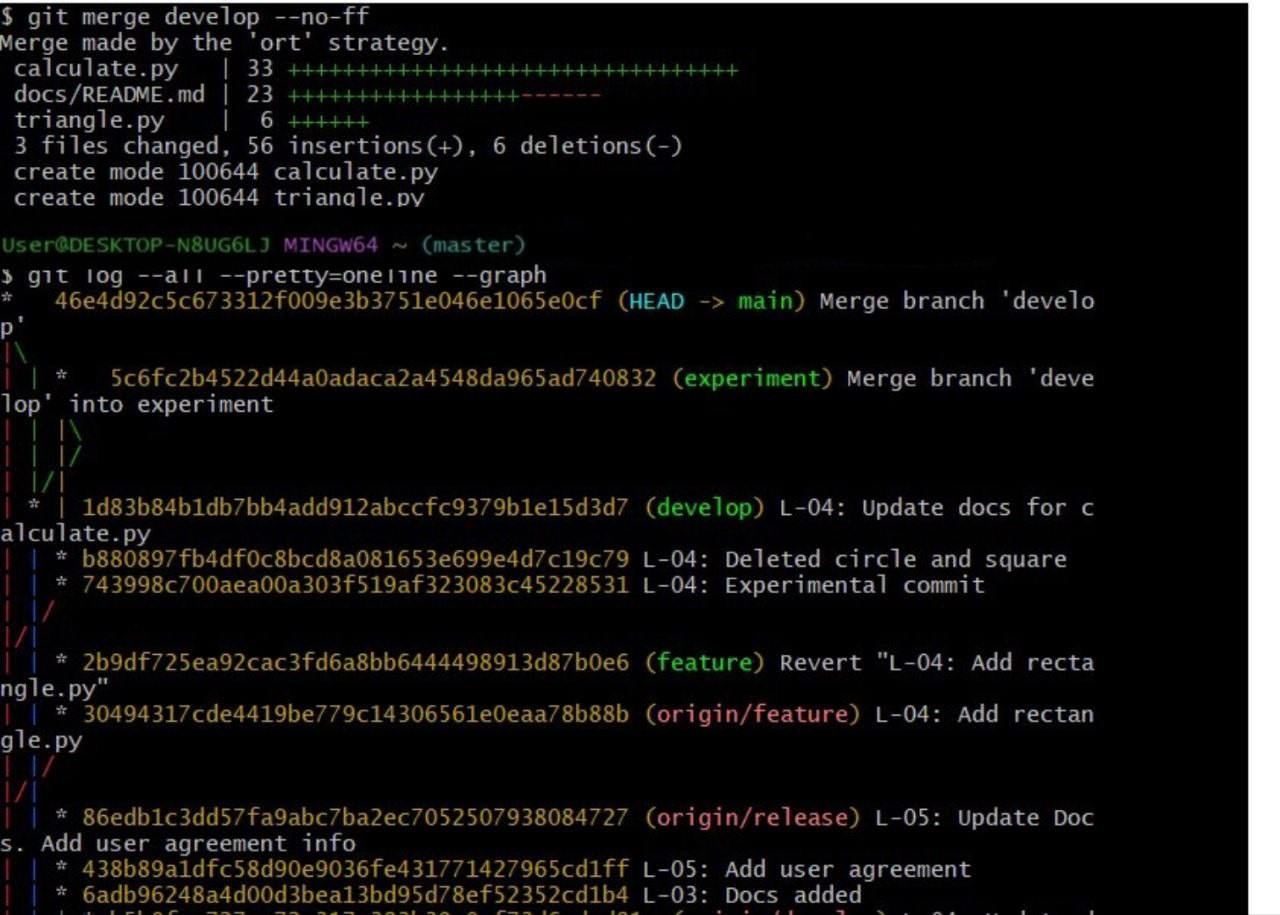 $ git merge develop --no-ff
Merge made by the 'ort' strategy.
calculate.py   | 33 +++++++++++++++++++++++++++++++++
docs/README.md | 23 +++++++++++++++++------
triangle.py    |  6 ++++++
3 files changed, 56 insertions(+), 6 deletions(-)
create mode 100644 calculate.py
create mode 100644 triangle.py
User@DESKTOP-N8UG6LJ MINGW64 ~ (master)
$ git log --all --pretty=oneline --graph
*   46e4d92c5c673312f009e3b3751e046e1065e0cf (HEAD -> main) Merge branch 'develo
p'
|\
| | *   5c6fc2b4522d44a0adaca2a4548da965ad740832 (experiment) Merge branch 'deve
lop' into experiment
| | |\
| | |/
| |/|
| * | 1d83b84b1db7bb4add912abccfc9379b1e15d3d7 (develop) L-04: Update docs for c
alculate.py
| | * b880897fb4df0c8bcd8a081653e699e4d7c19c79 L-04: Deleted circle and square
| | * 743998c700aea00a303f519af323083c45228531 L-04: Experimental commit
| |/
|/|
| | * 2b9df725ea92cac3fd6a8bb6444498913d87b0e6 (feature) Revert "L-04: Add recta
ngle.py"
| | * 30494317cde4419be779c14306561e0eaa78b88b (origin/feature) L-04: Add rectan
gle.py
| |/
|/|
| | * 86edb1c3dd57fa9abc7ba2ec7052507938084727 (origin/release) L-05: Update Doc
s. Add user agreement info
| | * 438b89a1dfc58d90e9036fe431771427965cd1ff L-05: Add user agreement
| | * 6adb96248a4d00d3bea13bd95d78ef52352cd1b4 L-03: Docs added